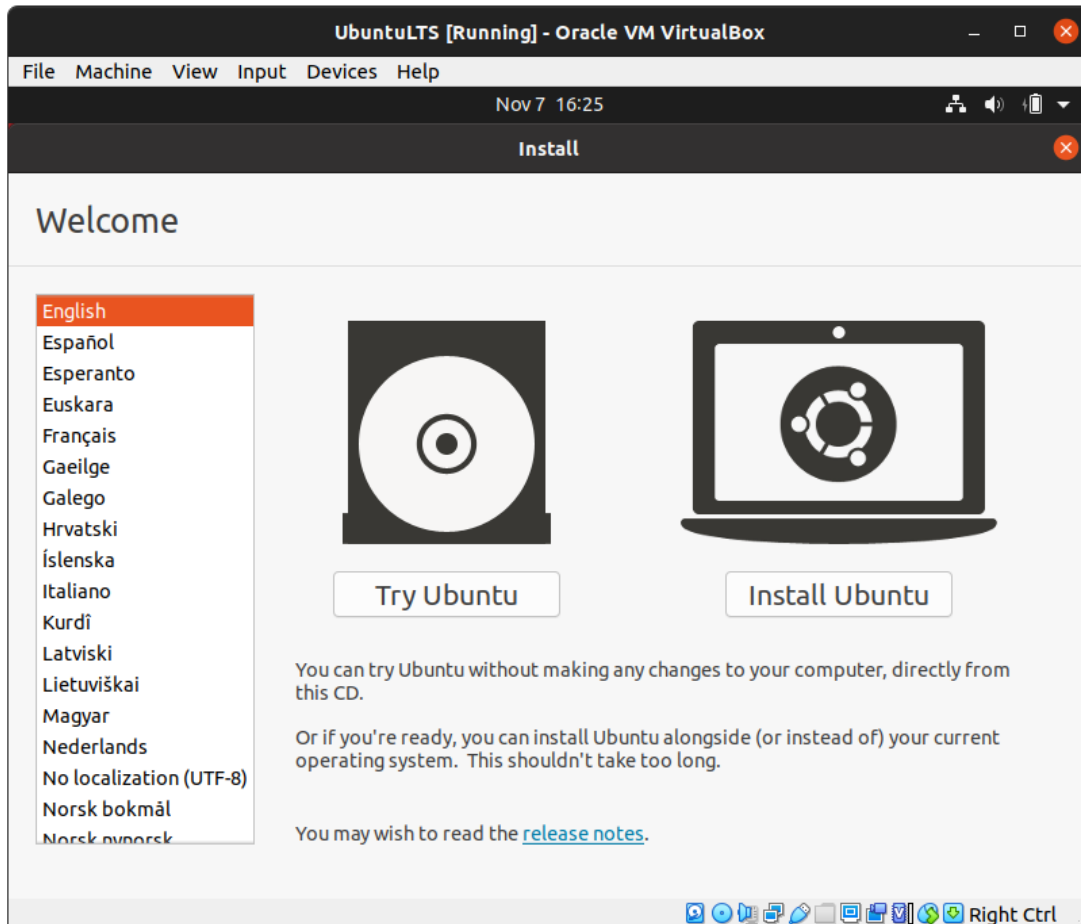 UbuntuLTS [Running] - Oracle VM VirtualBox
File Machine View Input Devices Help
Nov 7 16:25
Install
Welcome
English
Español
Esperanto
Euskara
Français
Gaeilge
Galego
Hrvatski
Íslenska
Italiano
Kurdî
Latviski
Lietuviškai
Magyar
Nederlands
No localization (UTF-8)
Norsk bokmål
Norsk nynorsk
Try Ubuntu
Install Ubuntu
You can try Ubuntu without making any changes to your computer, directly from
this CD.
Or if you're ready, you can install Ubuntu alongside (or instead of) your current
operating system. This shouldn't take too long.
You may wish to read the release notes.
Right Ctrl